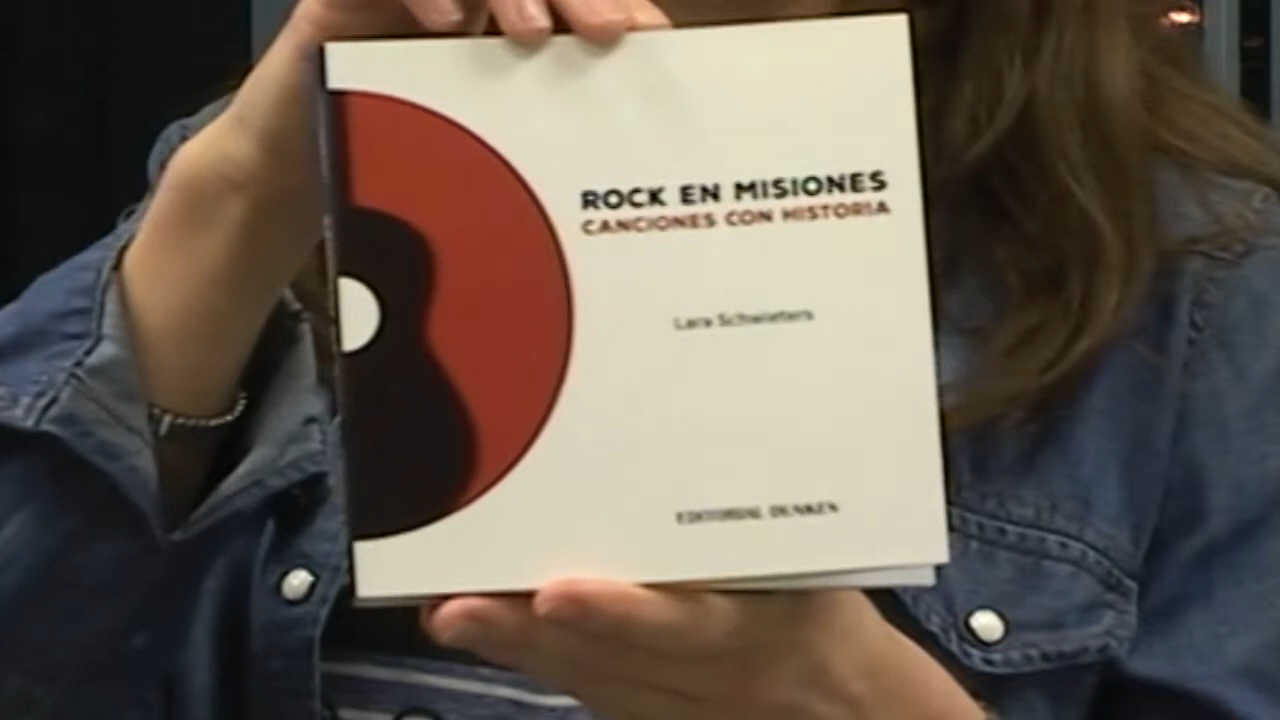 ROCK EN MISIONES
CANCIONES CON HISTORIA
Lara Schwieters
EDITORIAL DUNKEN